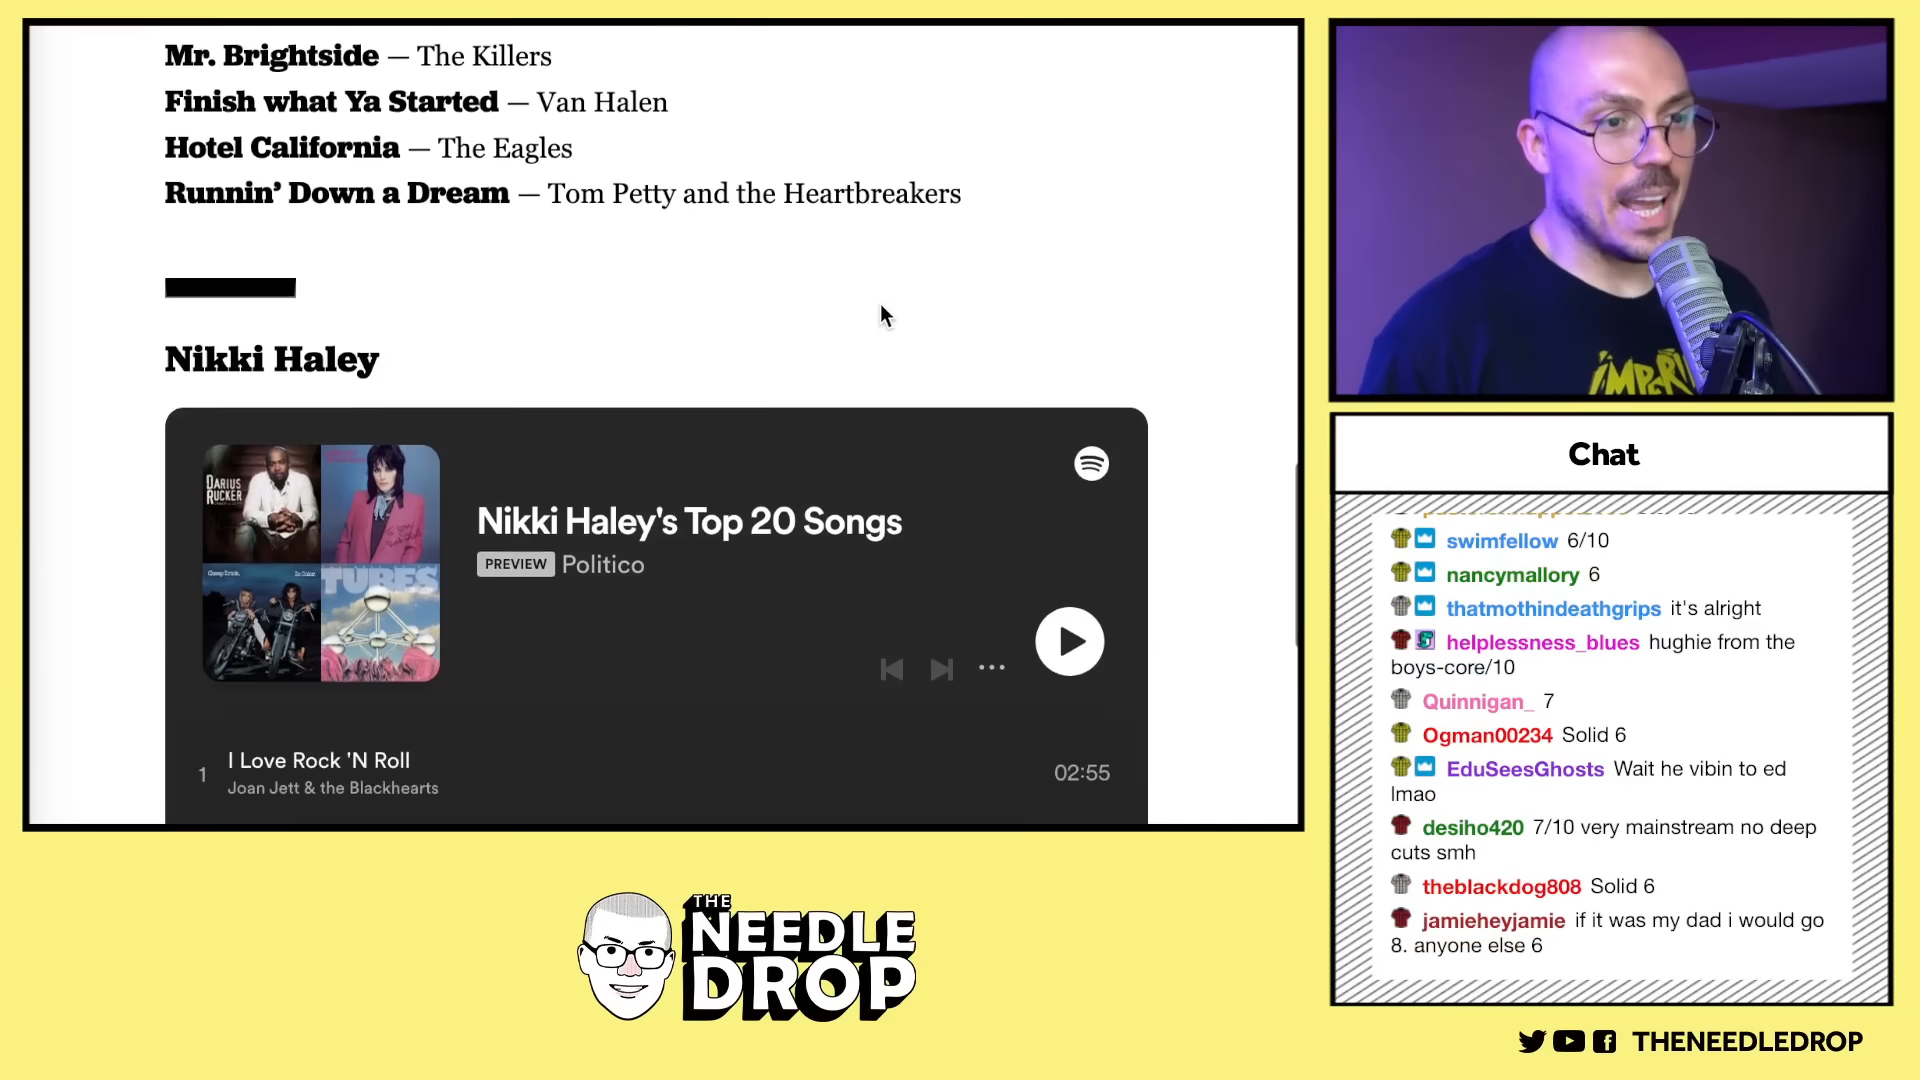 Mr. Brightside — The Killers
Finish what Ya Started — Van Halen
Hotel California — The Eagles
Runnin’ Down a Dream — Tom Petty and the Heartbreakers
Nikki Haley
DARIUS
RUCKER
Cheap Trick.
In Color.
TUBES
Nikki Haley's Top 20 Songs
PREVIEW Politico
1
I Love Rock 'N Roll
Joan Jett & the Blackhearts
02:55
THE
NEEDLE
DROP
Chat
swimfellow 6/10
nancymallory 6
thatmothindeathgrips it's alright
helplessness_blues hughie from the
boys-core/10
Quinnigan_ 7
Ogman00234 Solid 6
EduSeesGhosts Wait he vibin to ed
lmao
desiho420 7/10 very mainstream no deep
cuts smh
theblackdog808 Solid 6
jamieheyjamie if it was my dad i would go
8. anyone else 6
THENEEDLEDROP